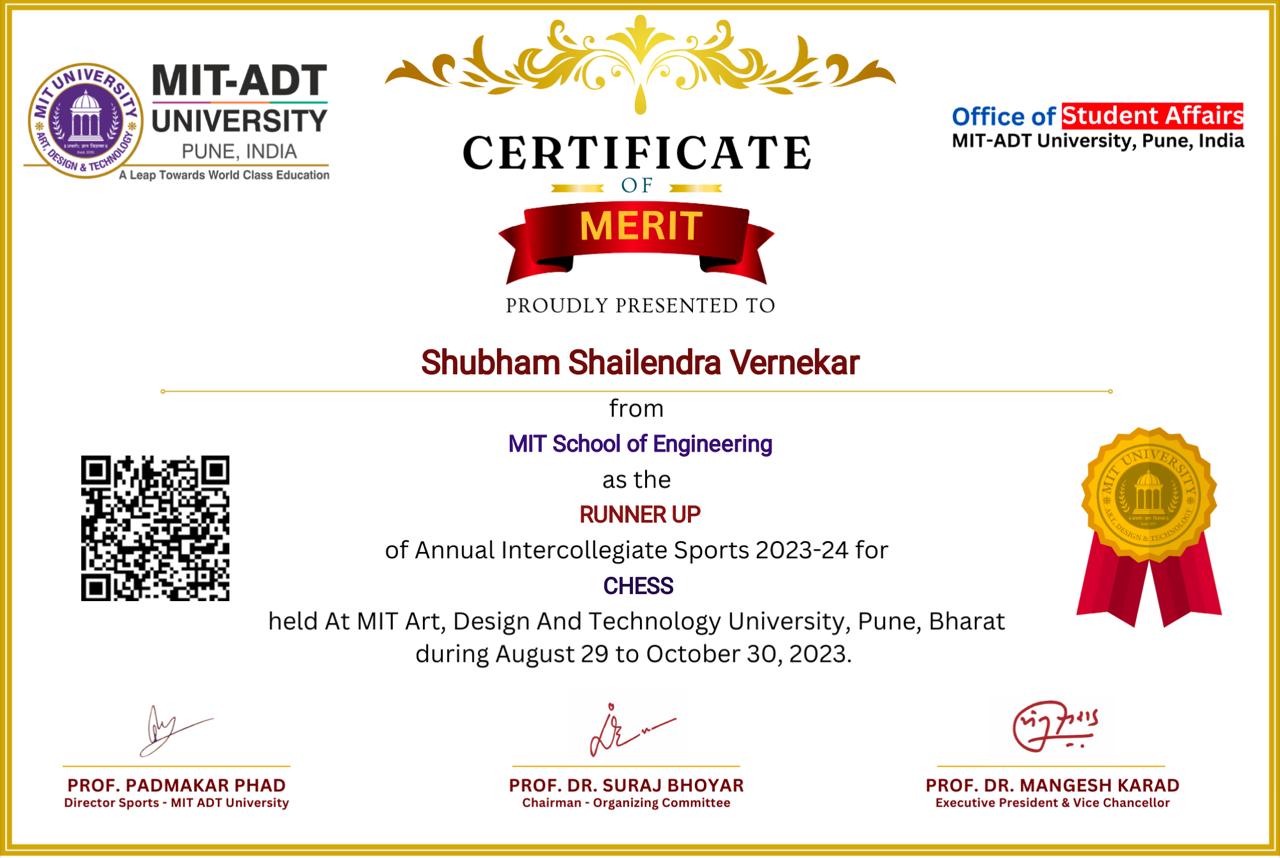 MIT UNIVERSITY
ART, DESIGN & TECHNOLOGY
MIT-ADT
UNIVERSITY
PUNE, INDIA
A Leap Towards World Class Education
Office of Student Affairs
MIT-ADT University, Pune, India
CERTIFICATE
OF
MERIT
PROUDLY PRESENTED TO
Shubham Shailendra Vernekar
from
MIT School of Engineering
as the
RUNNER UP
of Annual Intercollegiate Sports 2023-24 for
CHESS
held At MIT Art, Design And Technology University, Pune, Bharat
during August 29 to October 30, 2023.
MIT UNIVERSITY
ART, DESIGN & TECHNOLOGY
PROF. PADMAKAR PHAD
Director Sports - MIT ADT University
PROF. DR. SURAJ BHOYAR
Chairman - Organizing Committee
PROF. DR. MANGESH KARAD
Executive President & Vice Chancellor